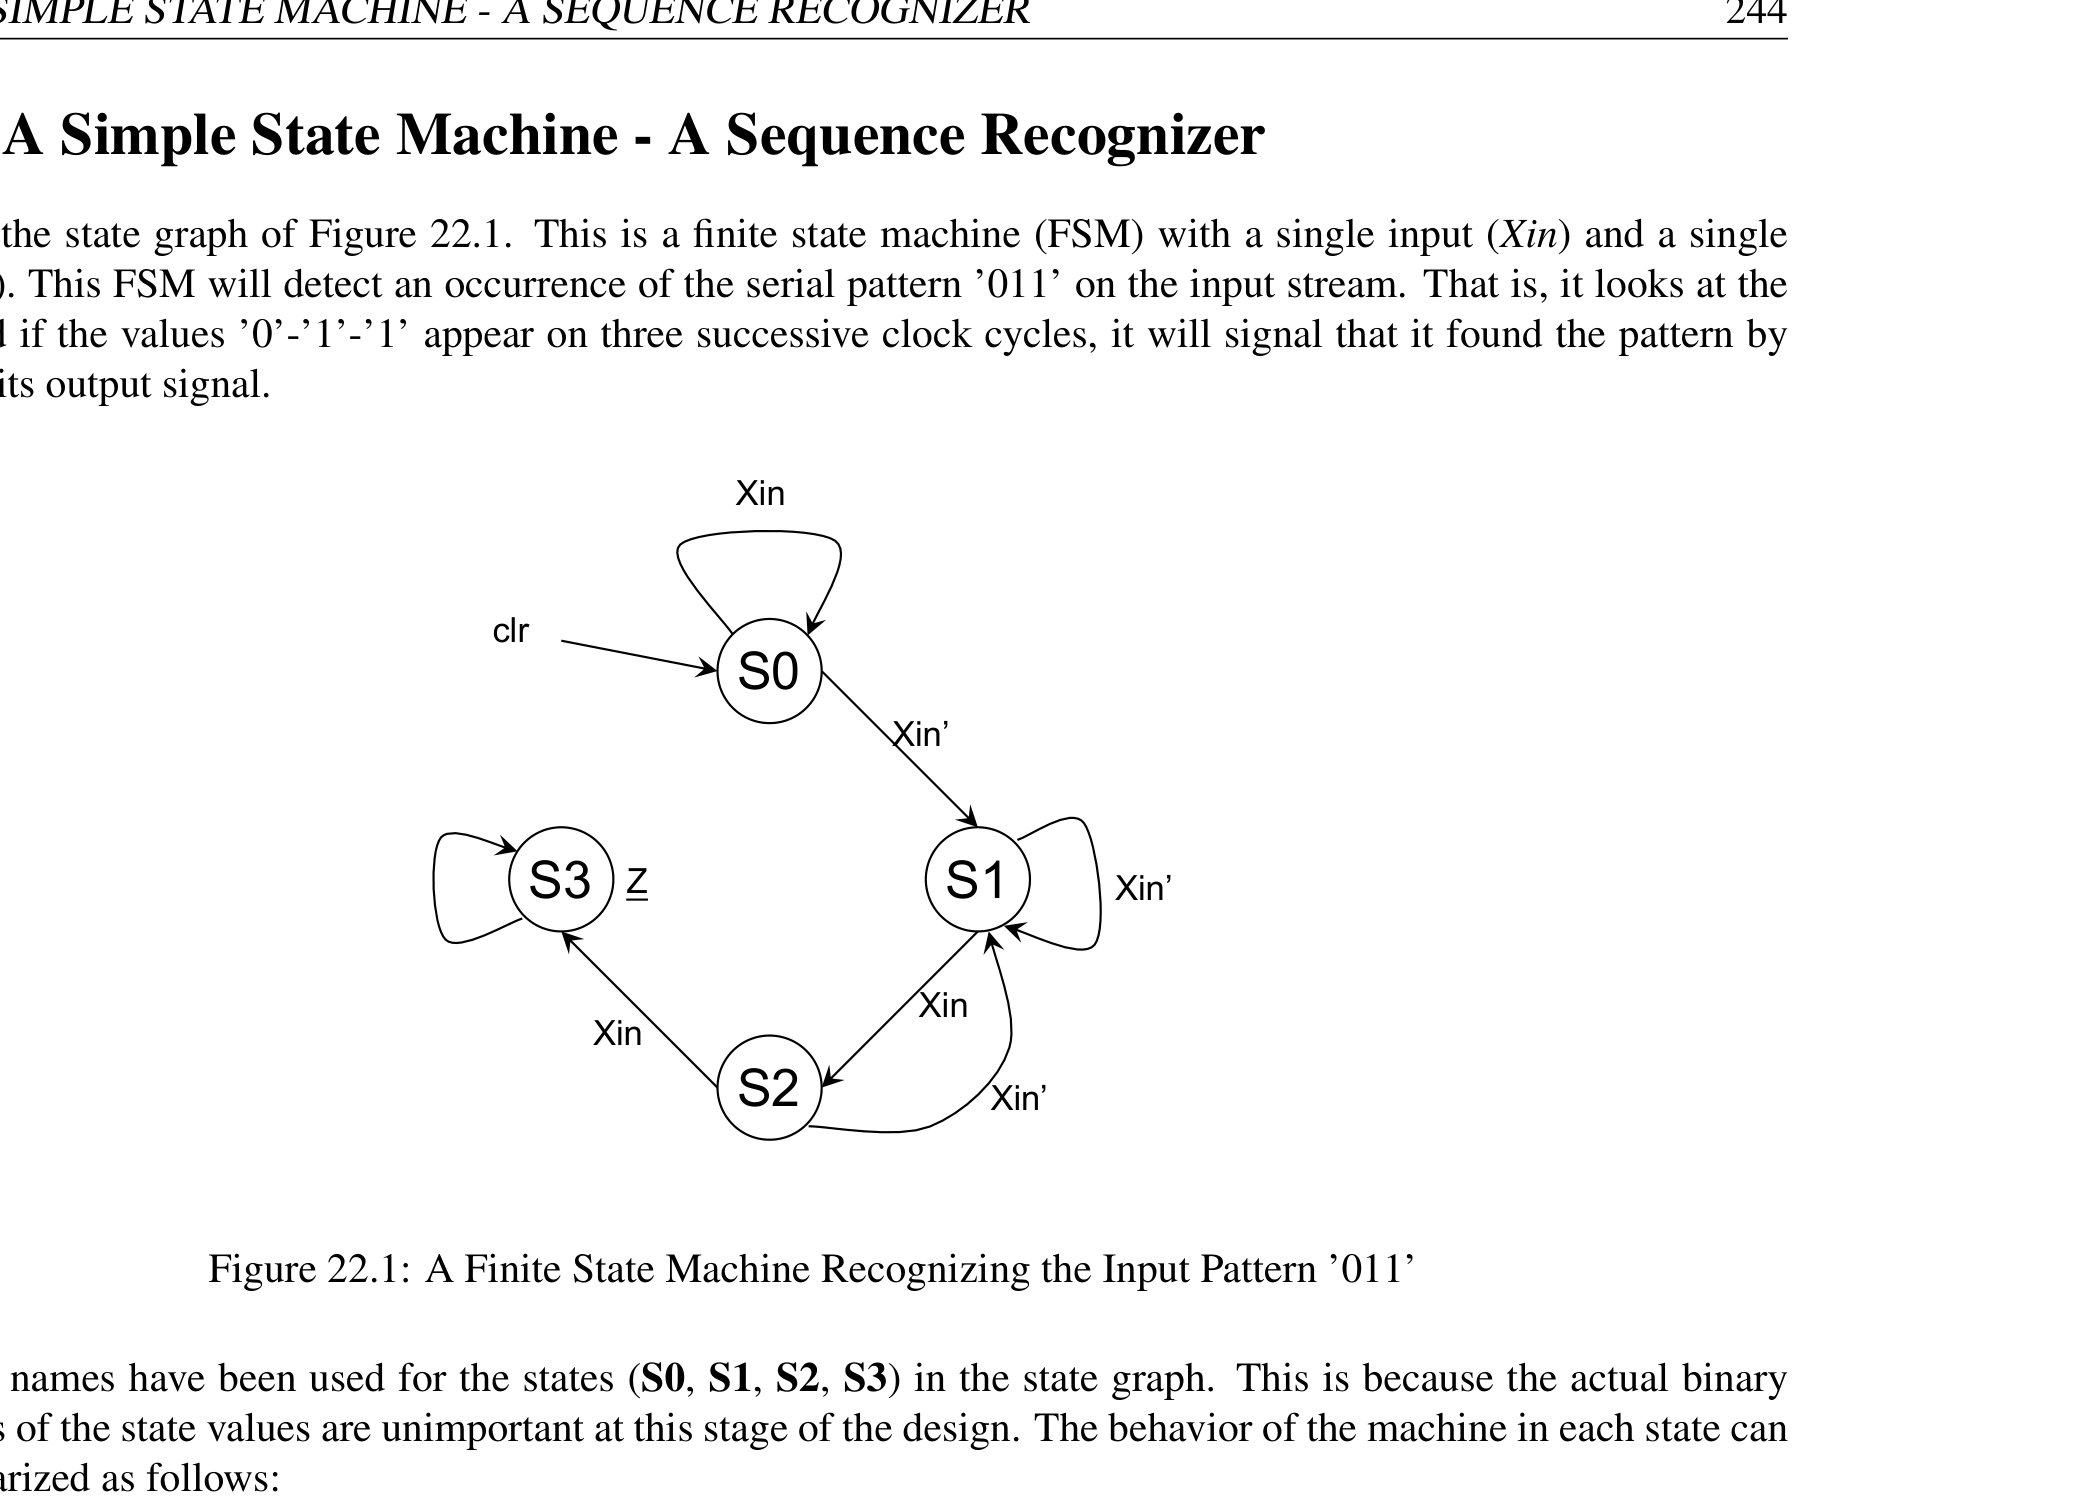 SIMPLE STATE MACHINE - A SEQUENCE RECOGNIZER 244
A Simple State Machine - A Sequence Recognizer
the state graph of Figure 22.1. This is a finite state machine (FSM) with a single input (Xin) and a single
). This FSM will detect an occurrence of the serial pattern ’011’ on the input stream. That is, it looks at the
if the values ’0’-’1’-’1’ appear on three successive clock cycles, it will signal that it found the pattern by
its output signal.
Xin
clr
S0
Xin’
S3 Z
S1
Xin’
Xin
Xin
S2
Xin’
Figure 22.1: A Finite State Machine Recognizing the Input Pattern ’011’
names have been used for the states (S0, S1, S2, S3) in the state graph. This is because the actual binary
s of the state values are unimportant at this stage of the design. The behavior of the machine in each state can
arized as follows: